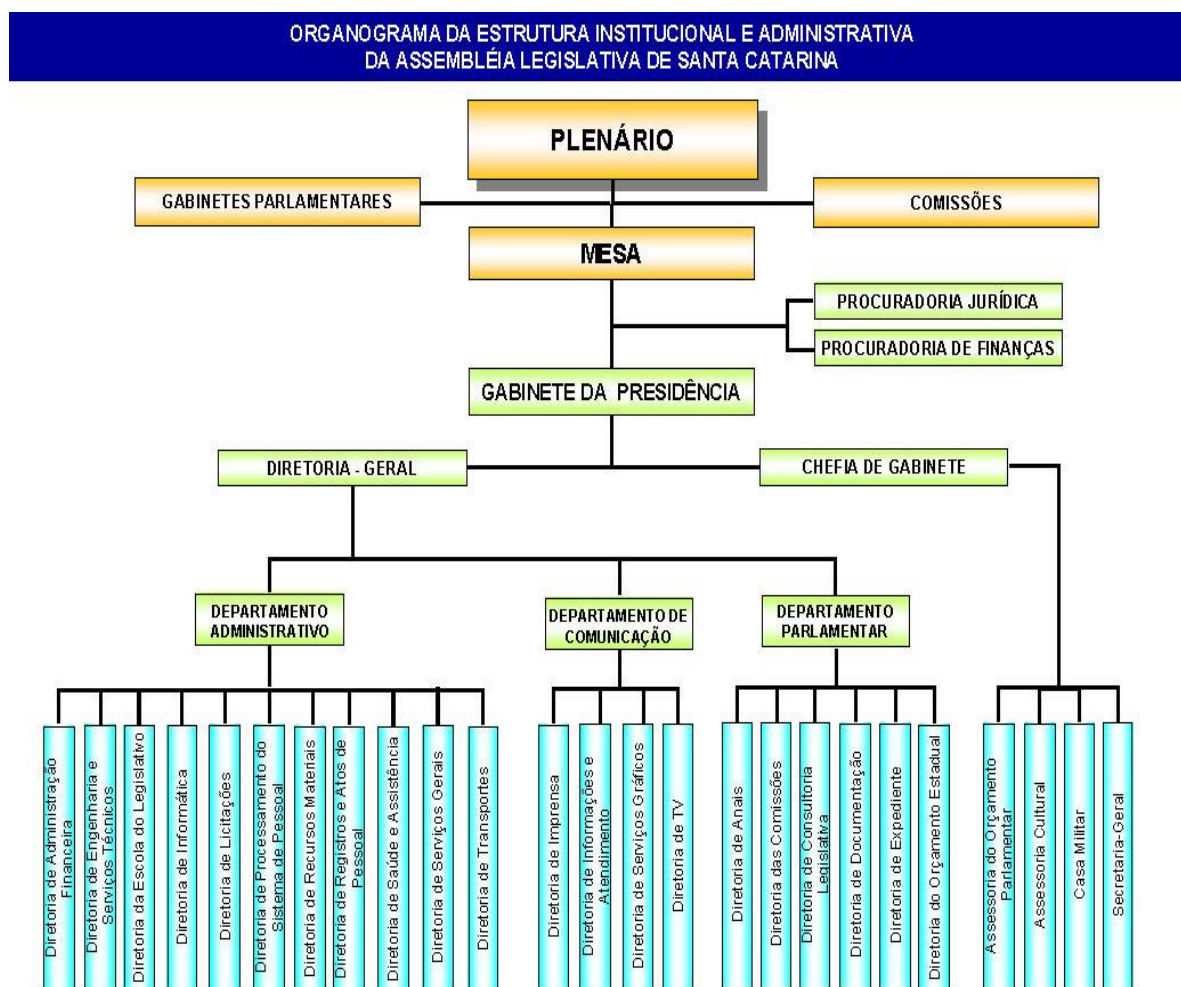 ORGANOGRAMA DA ESTRUTURA INSTITUCIONAL E ADMINISTRATIVA
DA ASSEMBLÉIA LEGISLATIVA DE SANTA CATARINA
PLENÁRIO
GABINETES PARLAMENTARES
COMISSÕES
MESA
PROCURADORIA JURÍDICA
PROCURADORIA DE FINANÇAS
GABINETE DA PRESIDÊNCIA
DIRETORIA - GERAL
CHEFIA DE GABINETE
DEPARTAMENTO
ADMINISTRATIVO
DEPARTAMENTO DE
COMUNICAÇÃO
DEPARTAMENTO
PARLAMENTAR
Diretoria de Administração
Financeira
Diretoria de Engenharia e
Serviços Técnicos
Diretoria da Escola do Legislativo
Diretoria de Informática
Diretoria de Licitações
Diretoria de Processamento do
Sistema de Pessoal
Diretoria de Recursos Materiais
Diretoria de Registros e Atos de
Pessoal
Diretoria de Saúde e Assistência
Diretoria de Serviços Gerais
Diretoria de Transportes
Diretoria de Imprensa
Diretoria de Informações e
Atendimento
Diretoria de Serviços Gráficos
Diretoria de TV
Diretoria de Anais
Diretoria das Comissões
Diretoria de Consultoria
Legislativa
Diretoria de Documentação
Diretoria de Expediente
Diretoria do Orçamento Estadual
Assessoria do Orçamento
Parlamentar
Assessoria Cultural
Casa Militar
Secretaria-Geral